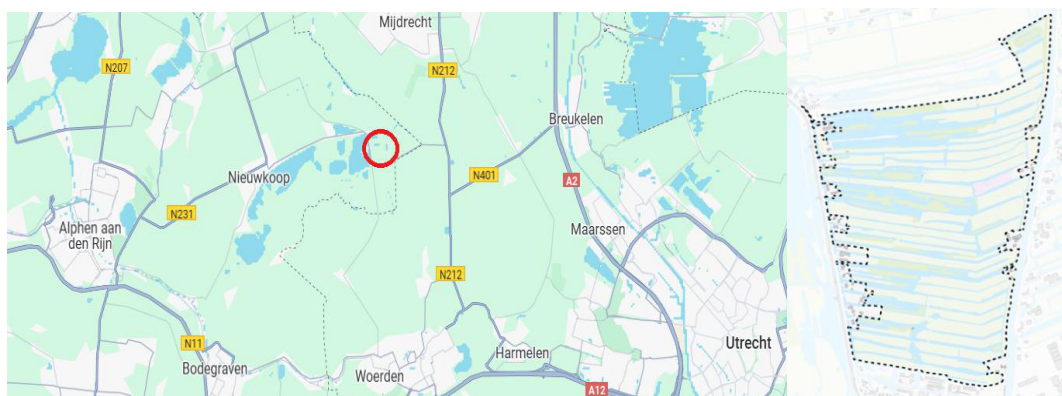 Mijdrecht
N207
N212
Breukelen
Nieuwkoop
N401
A2
N231
Alphen aan
den Rijn
Maarssen
N212
N11
Utrecht
Harmelen
Bodegraven
Woerden
A12